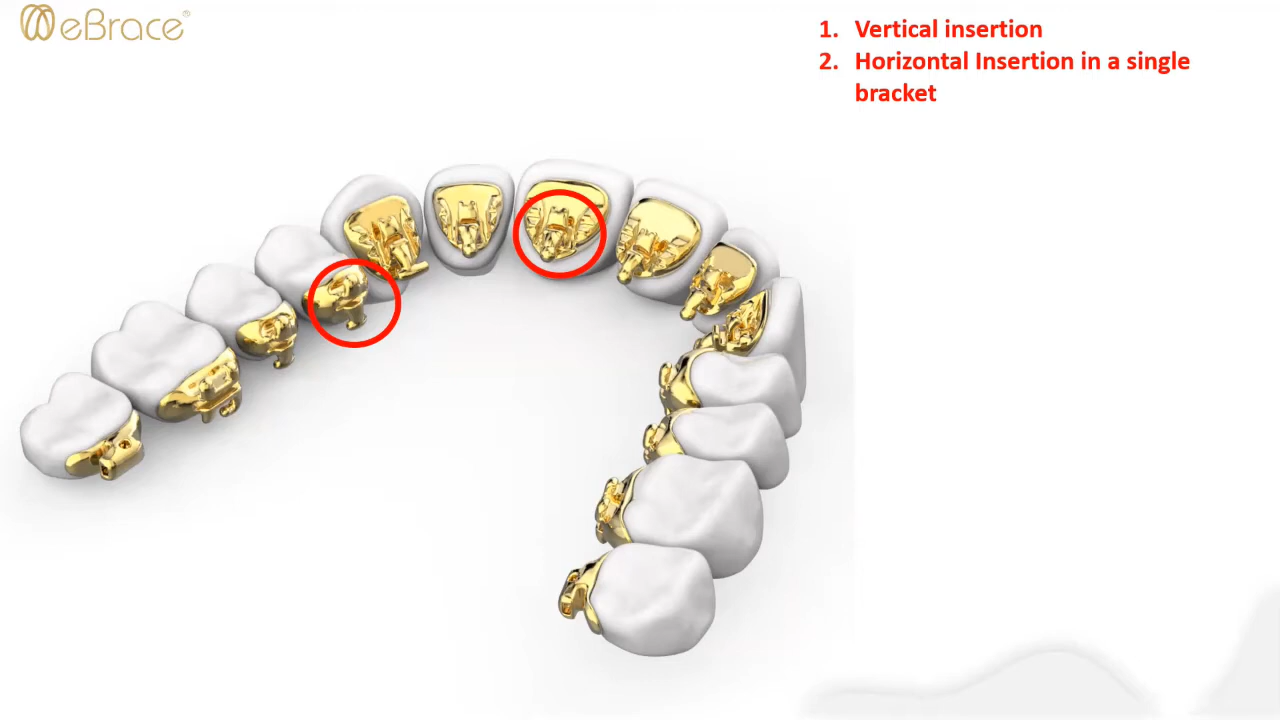 eBrace®
1. Vertical insertion
2. Horizontal Insertion in a single
bracket